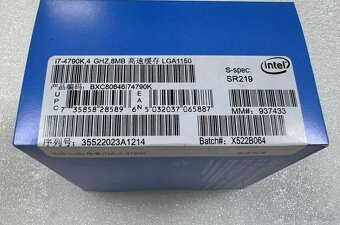 i7-4790K,4 GHZ,8MB 高速缓存 LGA1150
S-spec:
SR219
intel
产品编码: BXC80646I74790K
UPC
7 35858 28589 6
EAN
5 032037 065887
MM#: 937433
序列号: 35522023A1214
Batch#: X522B064